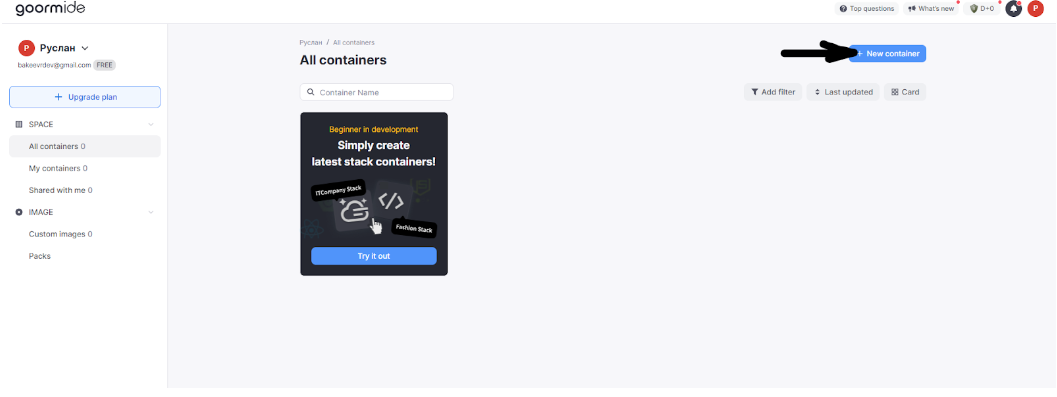 goormide
Top questions
What's new
D+0
P
P Руслан
bakeevrdev@gmail.com FREE
+ Upgrade plan
SPACE
All containers 0
My containers 0
Shared with me 0
IMAGE
Custom images 0
Packs
Руслан / All containers
All containers
+ New container
Container Name
Add filter
Last updated
Card
Beginner in development
Simply create
latest stack containers!
ITCompany Stack
</>
Fashion Stack
Try it out